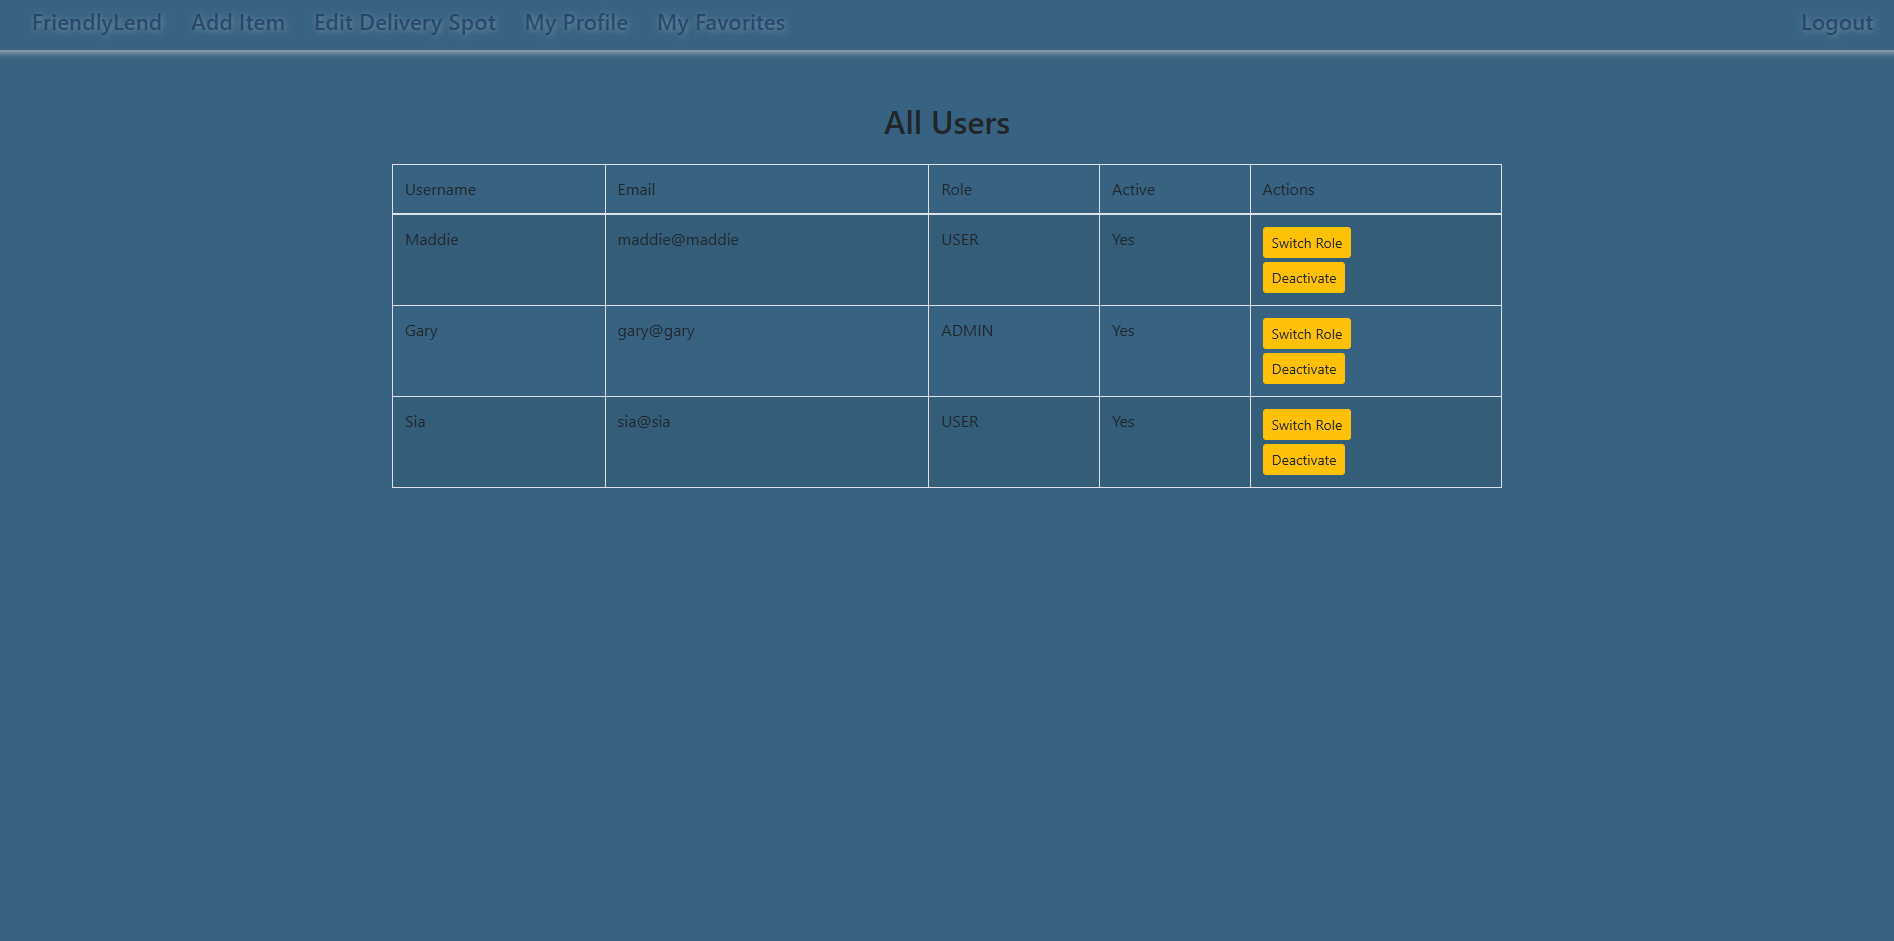 FriendlyLend Add Item Edit Delivery Spot My Profile My Favorites Logout
All Users
Username Email Role Active Actions
Maddie maddie@maddie USER Yes Switch Role
Deactivate
Gary gary@gary ADMIN Yes Switch Role
Deactivate
Sia sia@sia USER Yes Switch Role
Deactivate